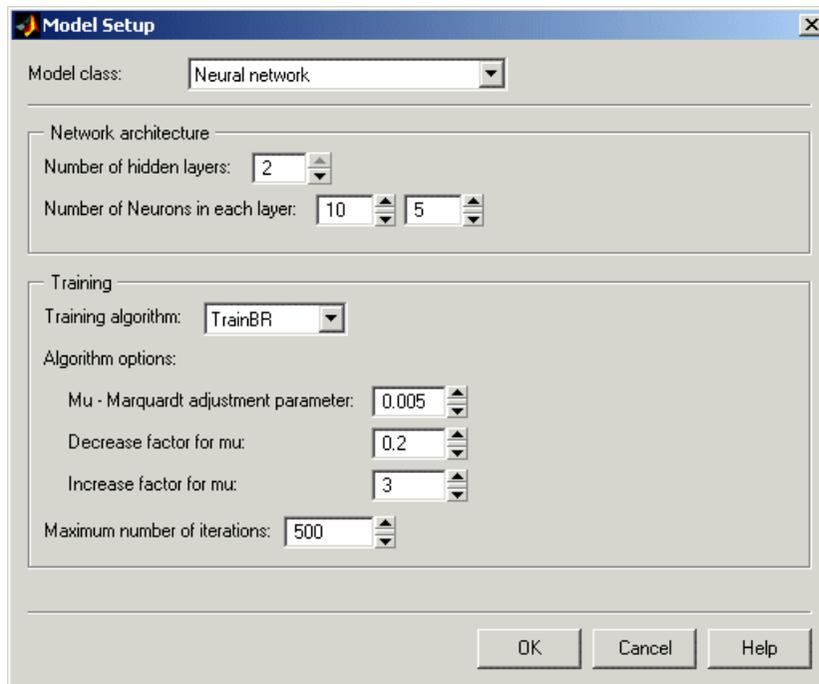 Model Setup
Model class: Neural network
Network architecture
Number of hidden layers: 2
Number of Neurons in each layer: 10 5
Training
Training algorithm: TrainBR
Algorithm options:
Mu - Marquardt adjustment parameter: 0.005
Decrease factor for mu: 0.2
Increase factor for mu: 3
Maximum number of iterations: 500
OK Cancel Help